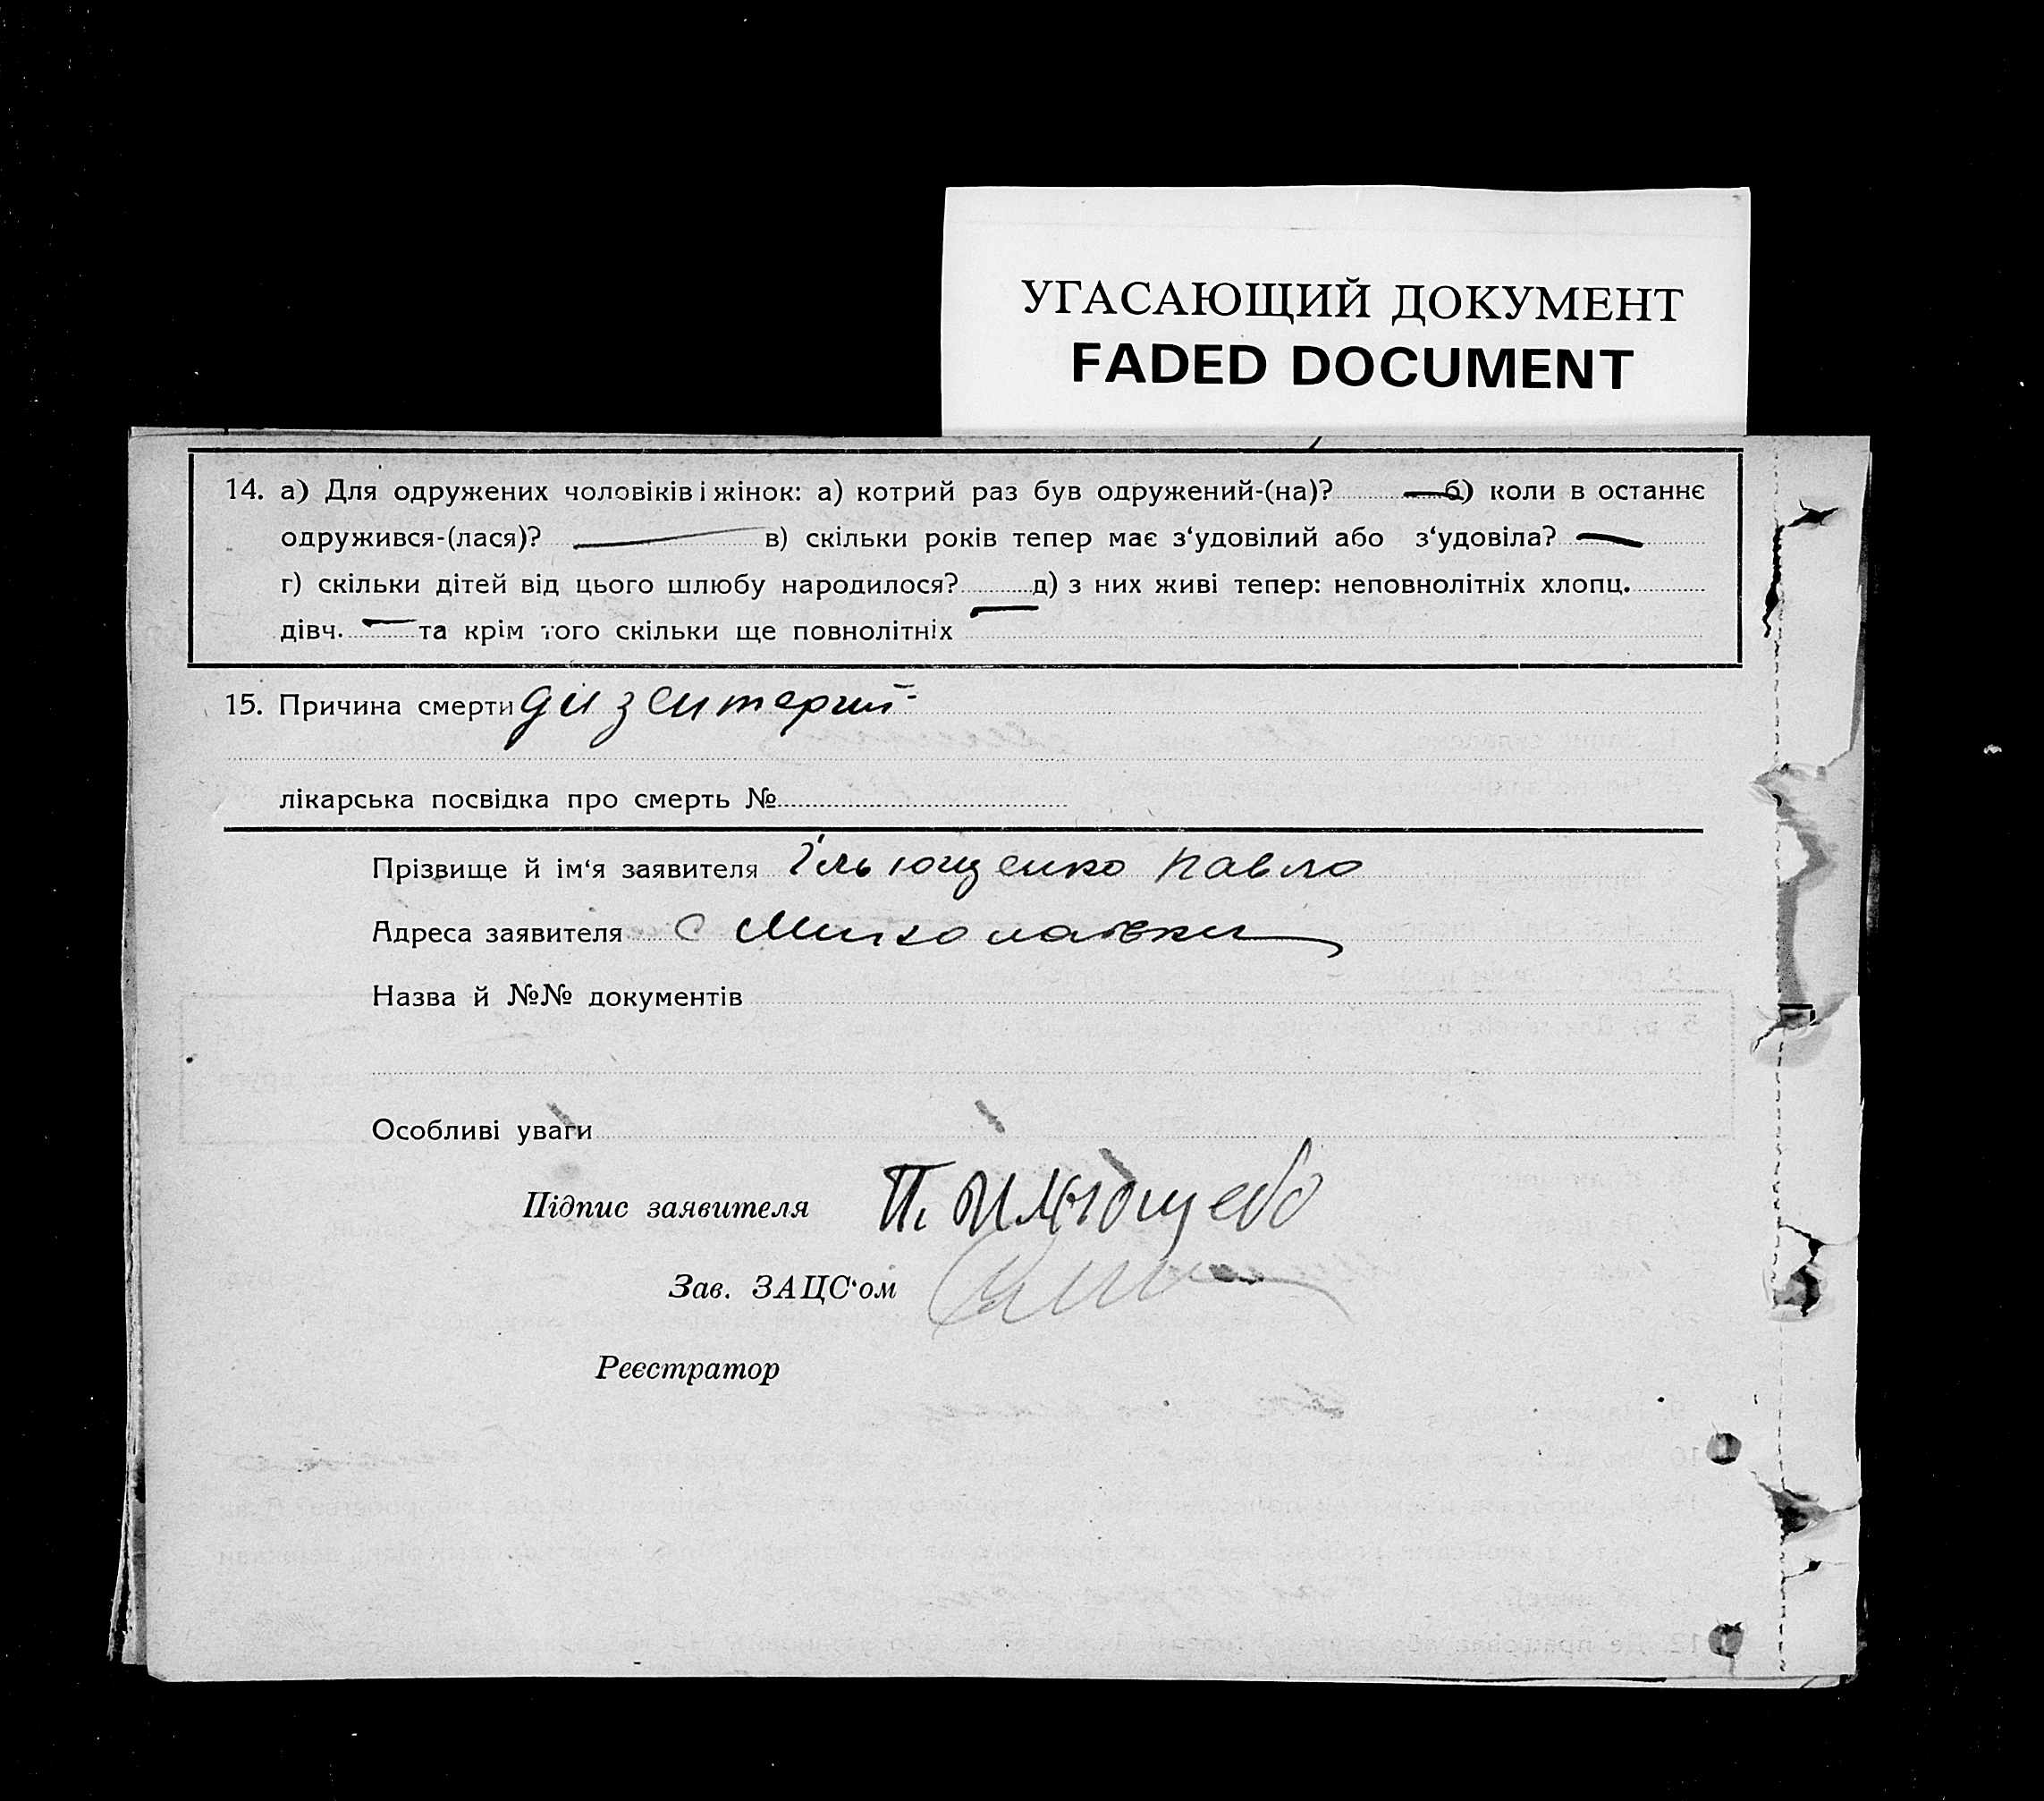 УГАСАЮЩИЙ ДОКУМЕНТ
FADED DOCUMENT
14. а) Для одружених чоловіків і жінок: а) котрий раз був одружений-(на)? б) коли в останнє
одружився-(лася)? в) скільки років тепер має з‘удовілий або з‘удовіла?
г) скільки дітей від цього шлюбу народилося? д) з них живі тепер: неповнолітніх хлопц.
дівч. та крім того скільки ще повнолітніх
15. Причина смерти дизентерия
лікарська посвідка про смерть №
Прізвище й ім‘я заявителя Ільющенко Павло
Адреса заявителя с Миколаївки
Назва й №№ документів
Особливі уваги
Підпис заявителя П.
Зав. ЗАЦС‘ом
Реєстратор